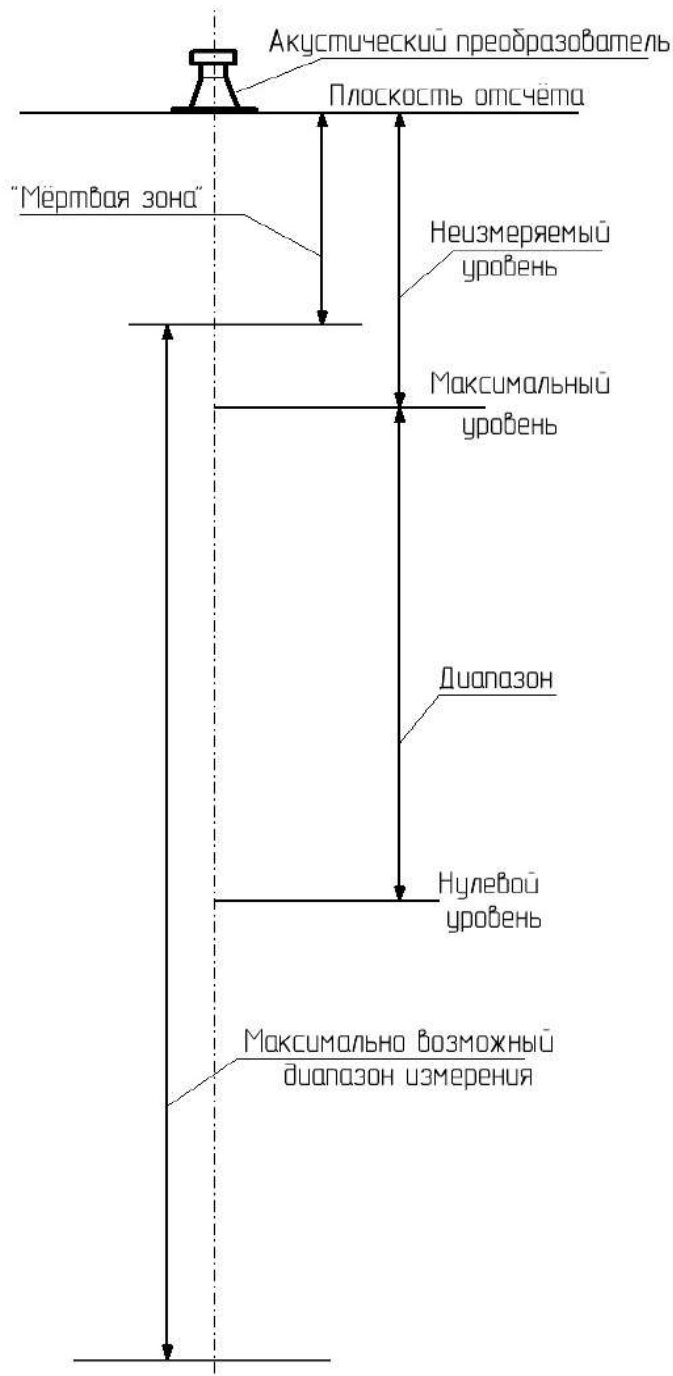 Акустический преобразователь
Плоскость отсчёта
"Мёртвая зона"
Неизмеряемый
уровень
Максимальный
уровень
Диапазон
Нулевой
уровень
Максимально возможный
диапазон измерения